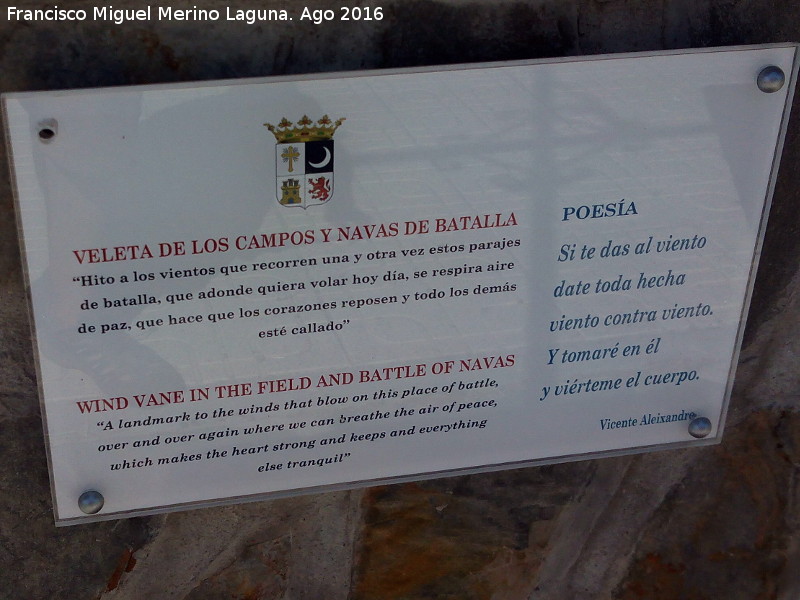 Francisco Miguel Merino Laguna. Ago 2016
VELETA DE LOS CAMPOS Y NAVAS DE BATALLA
“Hito a los vientos que recorren una y otra vez estos parajes
de batalla, que adonde quiera volar hoy día, se respira aire
de paz, que hace que los corazones reposen y todo los demás
esté callado”
WIND VANE IN THE FIELD AND BATTLE OF NAVAS
“A landmark to the winds that blow on this place of battle,
over and over again where we can breathe the air of peace,
which makes the heart strong and keeps and everything
else tranquil”
POESÍA
Si te das al viento
date toda hecha
viento contra viento.
Y tomaré en él
y viérteme el cuerpo.
Vicente Aleixandre